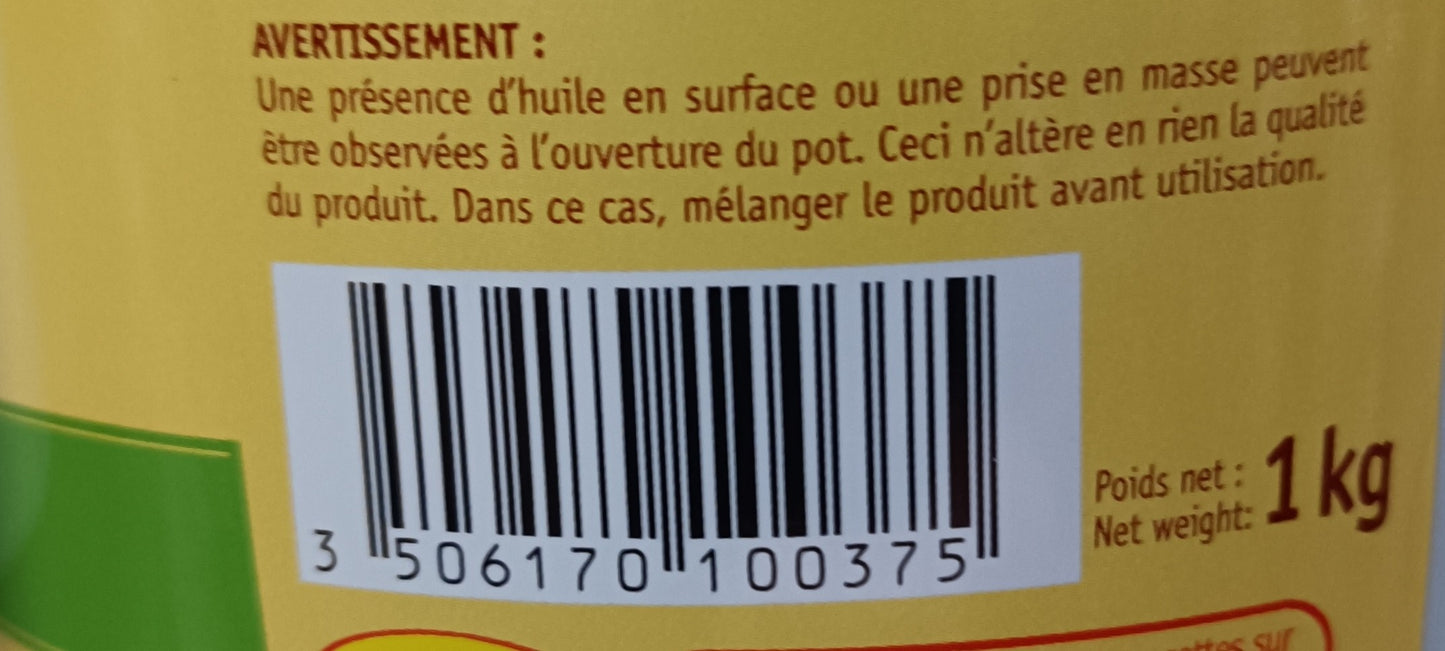 AVERTISSEMENT :
Une présence d'huile en surface ou une prise en masse peuvent
être observées à l'ouverture du pot. Ceci n'altère en rien la qualité
du produit. Dans ce cas, mélanger le produit avant utilisation.
3 506170 100375
Poids net :
Net weight:
1 kg
sur